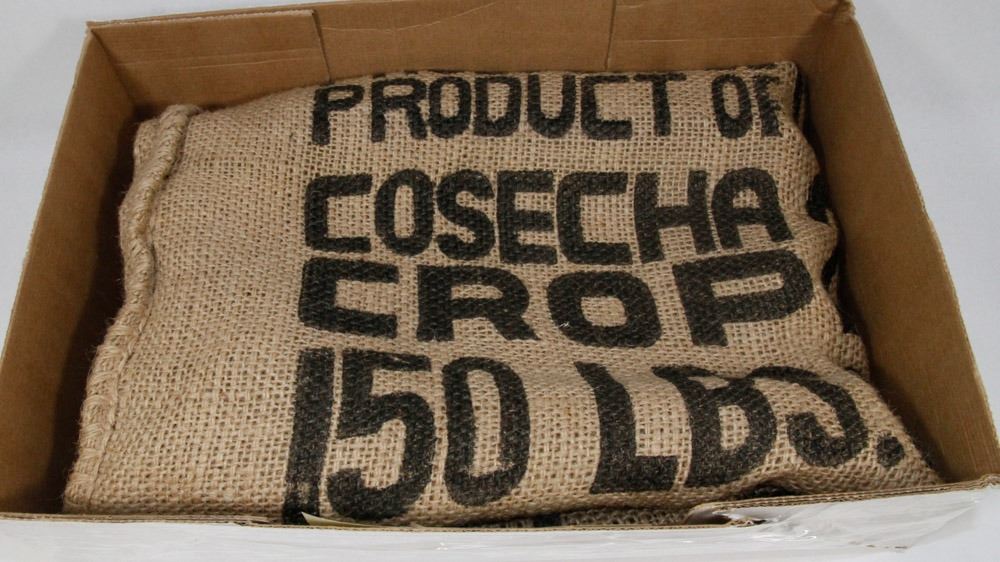 PRODUCT OF
COSECHA
CROP
150 LBS.